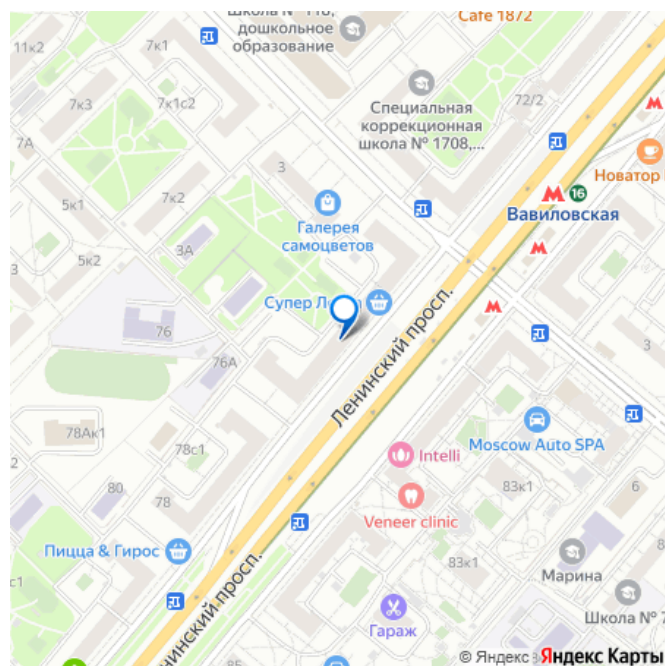 Школа № 118,
дошкольное
образование
Cafe 1872
11к2
7к1
7к3
7к1с2
72/2
Специальная
коррекционная
школа № 1708,...
7А
3
7к2
Новатор
16
Вавиловская
5к1
Галерея
самоцветов
3А
5к2
Супер
Ленинский просп.
76
76А
3
78Ак1
78с1
Moscow Auto SPA
Intelli
83к1
80
6
78
Veneer clinic
Пицца & Гирос
83к1
Марина
Ленинский просп.
Школа № 7
Гараж
85
© Яндекс
Яндекс Карты